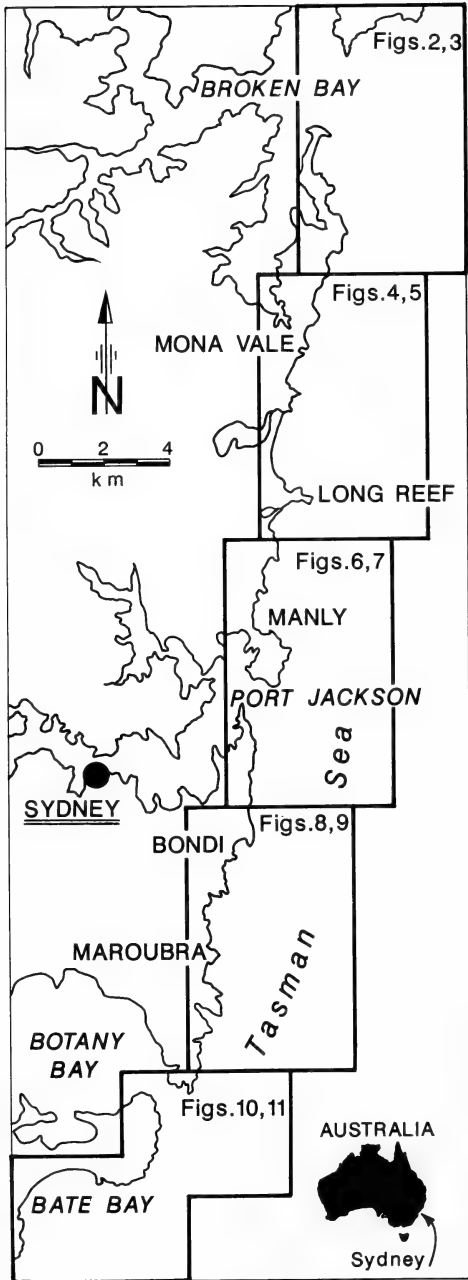 Figs.2,3
BROKEN BAY
Figs.4,5
MONA VALE
N
0 2 4
km
LONG REEF
Figs.6,7
MANLY
PORT JACKSON
Sea
SYDNEY
Figs.8,9
BONDI
MAROUBRA
Tasman
BOTANY
BAY
Figs.10,11
AUSTRALIA
BATE BAY
Sydney